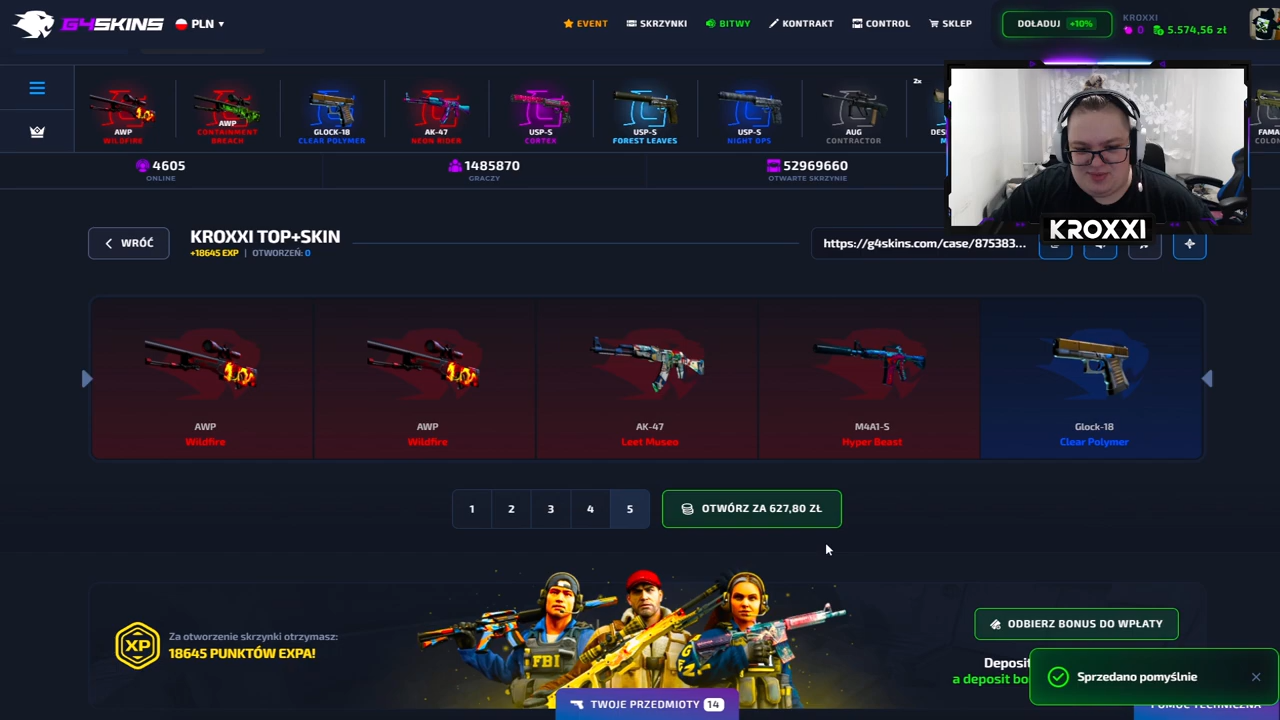 G4SKINS
PLN
EVENT
SKRZYNKI
BITWY
KONTRAKT
CONTROL
SKLEP
DOŁADUJ +10%
KROXXI
0 5.574,56 zł
AWP
WILDFIRE
AWP
CONTAINMENT
BREACH
GLOCK-18
CLEAR POLYMER
AK-47
NEON RIDER
USP-S
CORTEX
USP-S
FOREST LEAVES
USP-S
NIGHT OPS
AUG
CONTRACTOR
2x
4605
ONLINE
1485870
GRACZY
52969660
OTWARTE SKRZYNIE
KROXXI
WRÓĆ
KROXXI TOP+SKIN
+18645 EXP | OTWORZEŃ: 0
https://g4skins.com/case/875383...
AWP
Wildfire
AWP
Wildfire
AK-47
Leet Museo
M4A1-S
Hyper Beast
Glock-18
Clear Polymer
1 2 3 4 5
OTWÓRZ ZA 627,80 ZŁ
XP
Za otworzenie skrzynki otrzymasz:
18645 PUNKTÓW EXPA!
FBI
ODBIERZ BONUS DO WPŁATY
Deposit
a deposit
Sprzedano pomyślnie
TWOJE PRZEDMIOTY 14
POMOC TECHNICZNA